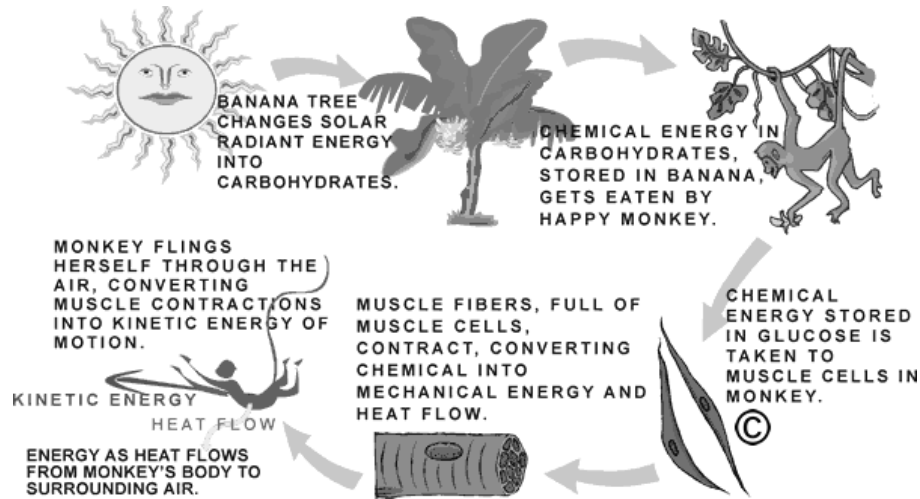 BANANA TREE
CHANGES SOLAR
RADIANT ENERGY
INTO
CARBOHYDRATES.
CHEMICAL ENERGY IN
CARBOHYDRATES,
STORED IN BANANA,
GETS EATEN BY
HAPPY MONKEY.
CHEMICAL
ENERGY STORED
IN GLUCOSE IS
TAKEN TO
MUSCLE CELLS IN
MONKEY.
©
MUSCLE FIBERS, FULL OF
MUSCLE CELLS,
CONTRACT, CONVERTING
CHEMICAL INTO
MECHANICAL ENERGY AND
HEAT FLOW.
MONKEY FLINGS
HERSELF THROUGH THE
AIR, CONVERTING
MUSCLE CONTRACTIONS
INTO KINETIC ENERGY OF
MOTION.
KINETIC ENERGY
HEAT FLOW
ENERGY AS HEAT FLOWS
FROM MONKEY'S BODY TO
SURROUNDING AIR.